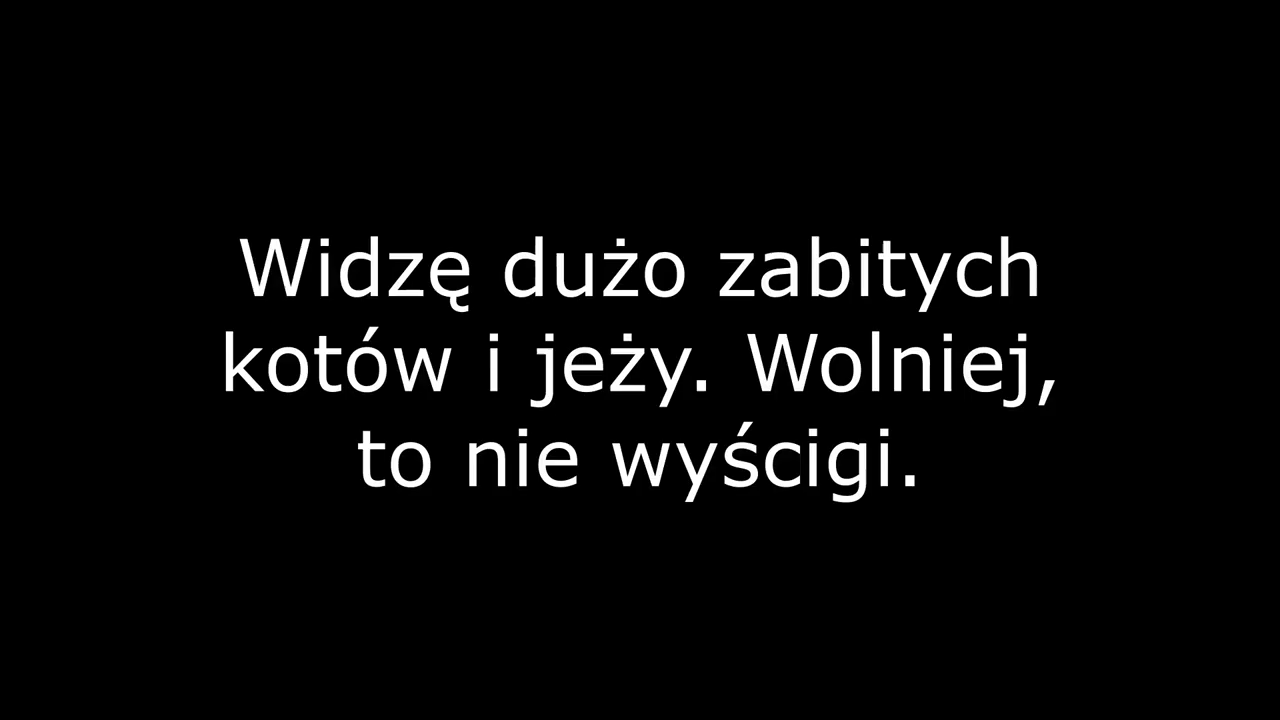 Widzę dużo zabitych
kotów i jeży. Wolniej,
to nie wyścigi.